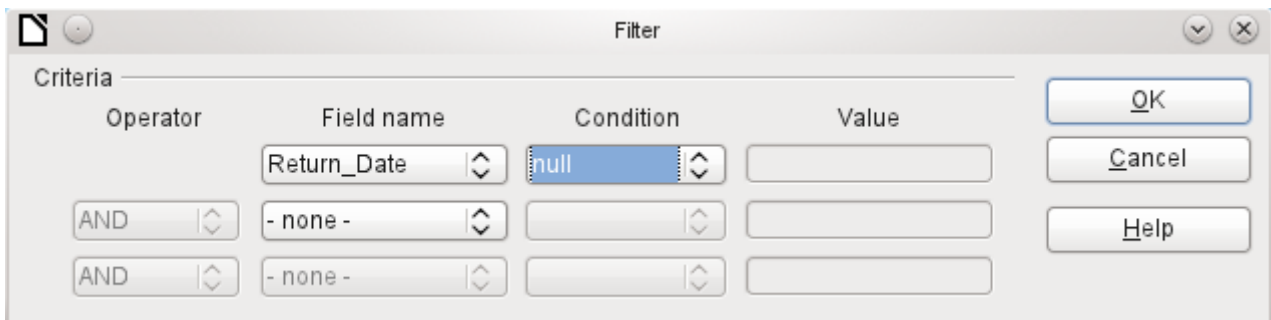 Filter
Criteria
Operator Field name Condition Value
Return_Date null
AND - none -
AND - none -
OK
Cancel
Help